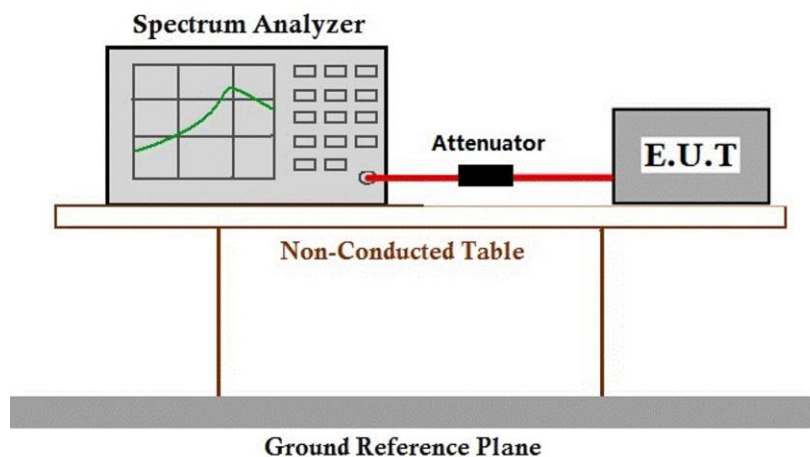 Spectrum Analyzer
Attenuator
E.U.T
Non-Conducted Table
Ground Reference Plane